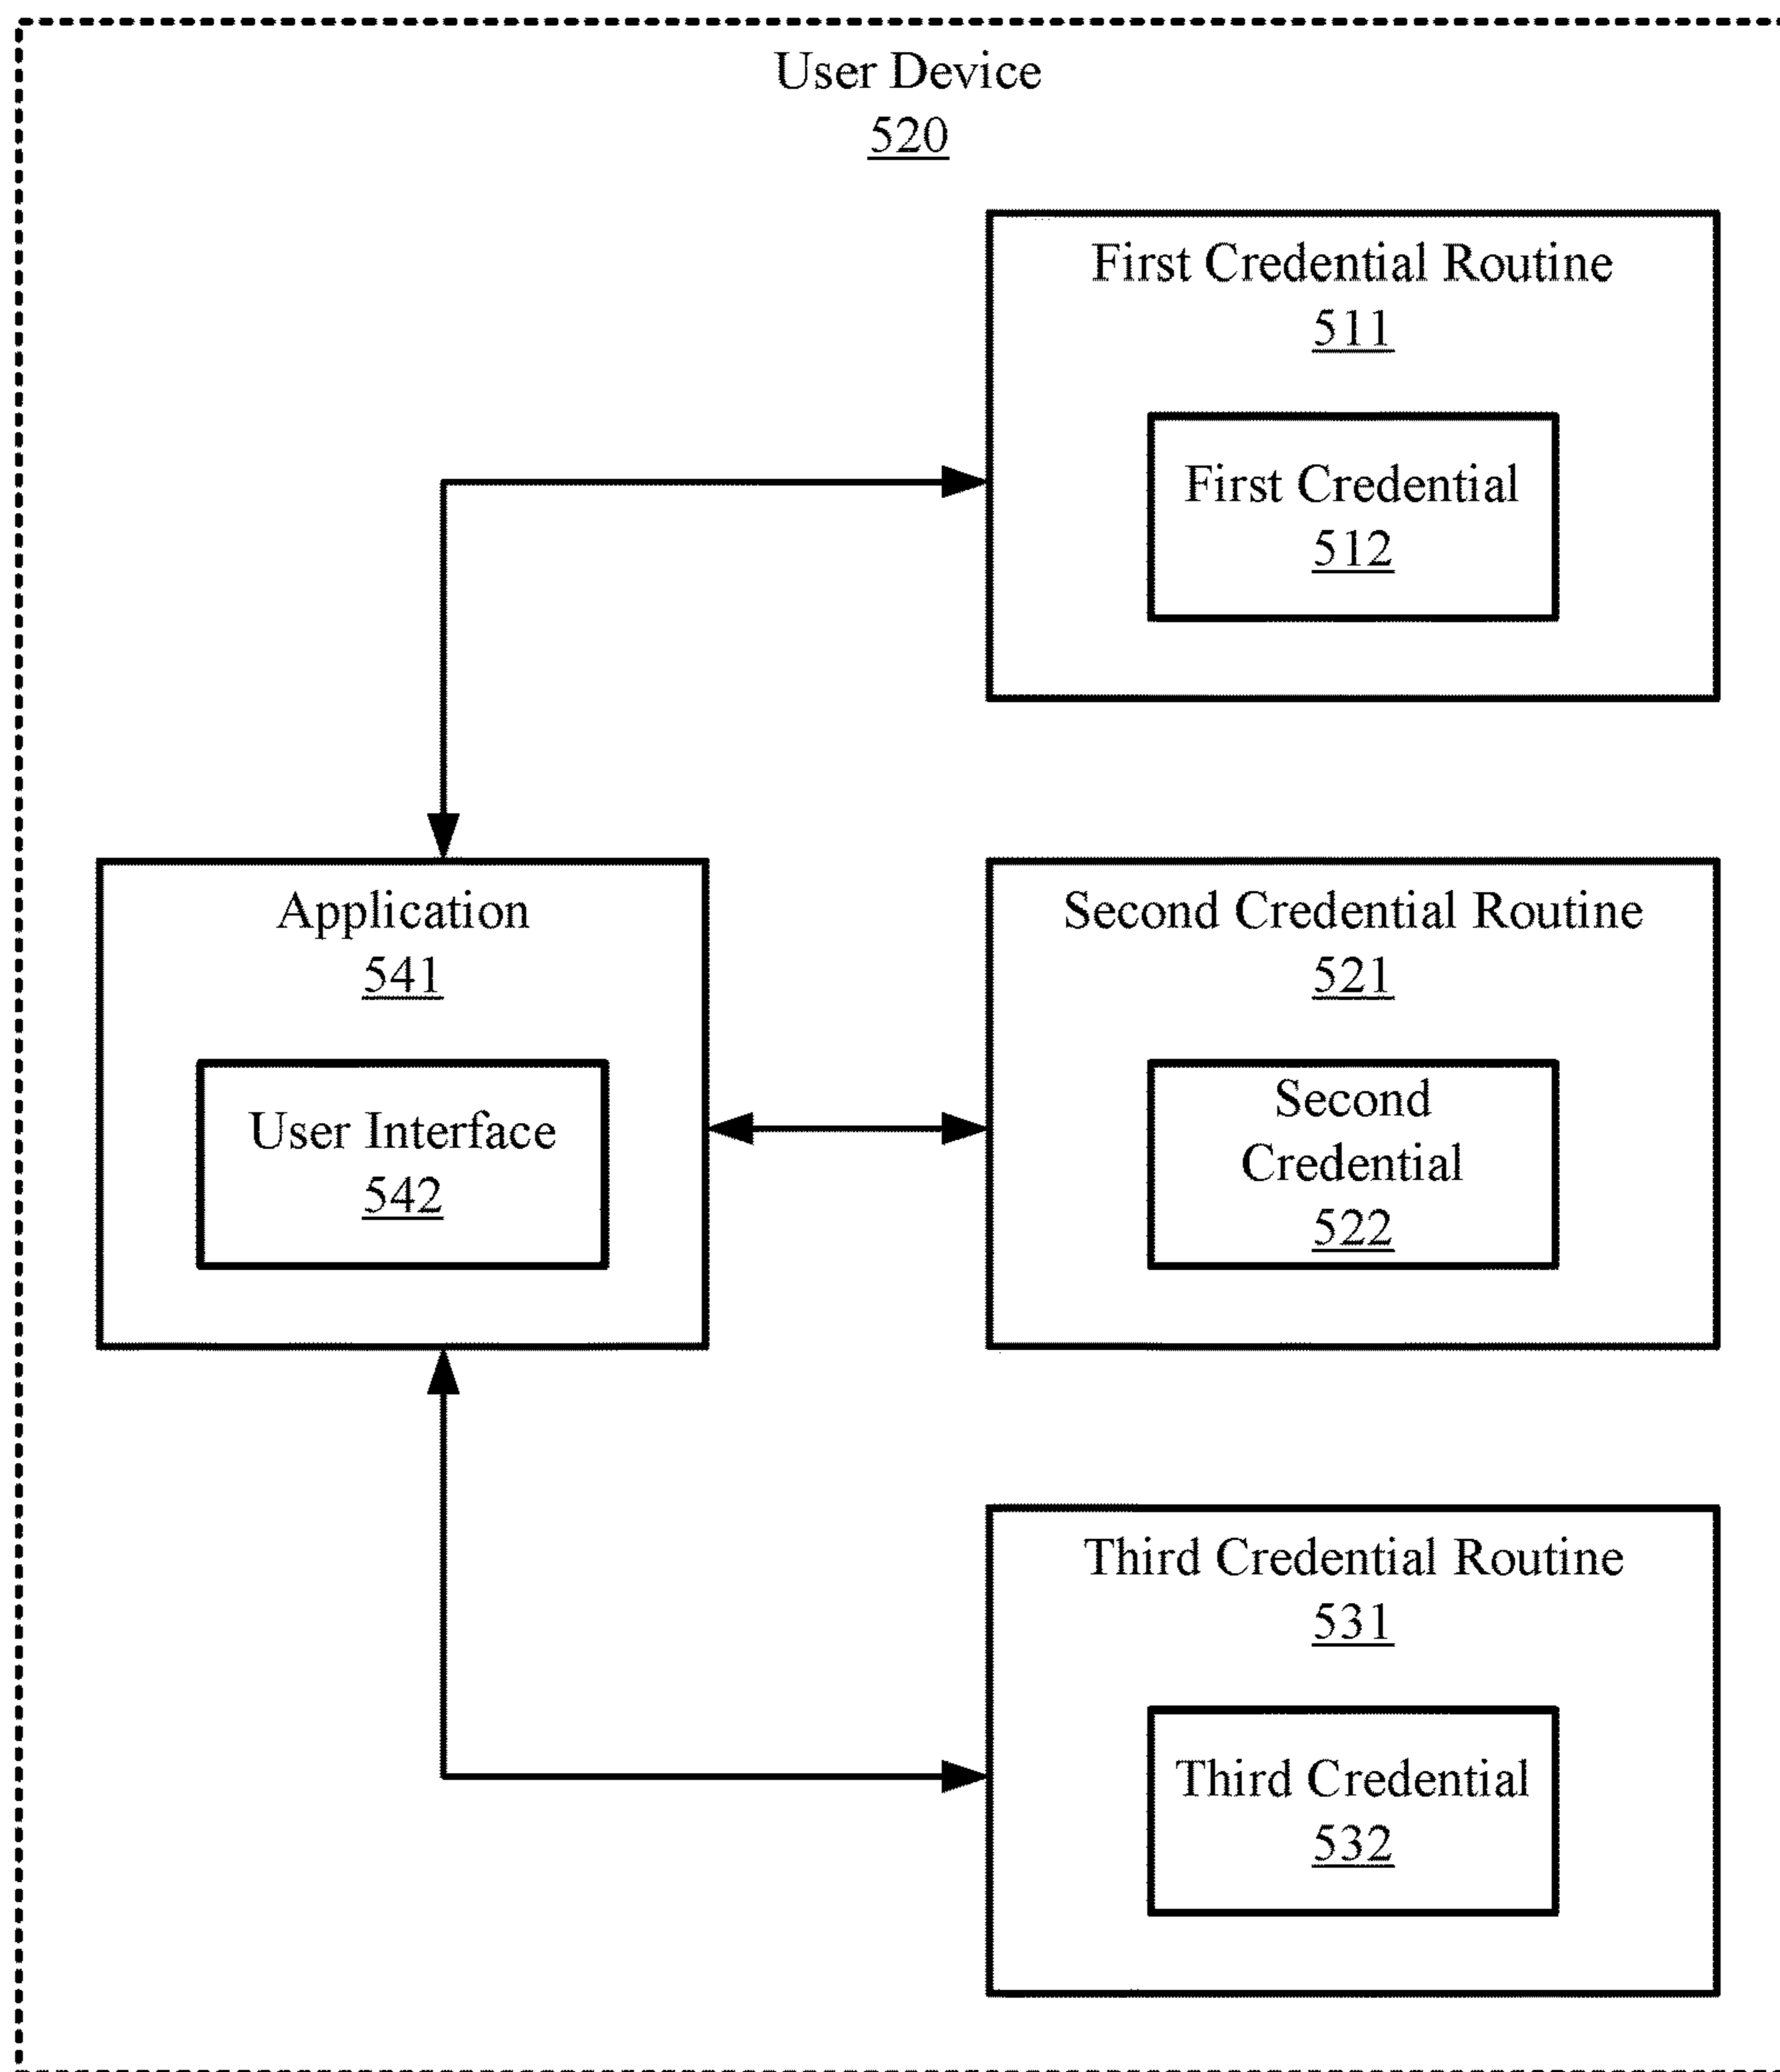 User Device
520
First Credential Routine
511
First Credential
512
Application
541
User Interface
542
Second Credential Routine
521
Second
Credential
522
Third Credential Routine
531
Third Credential
532